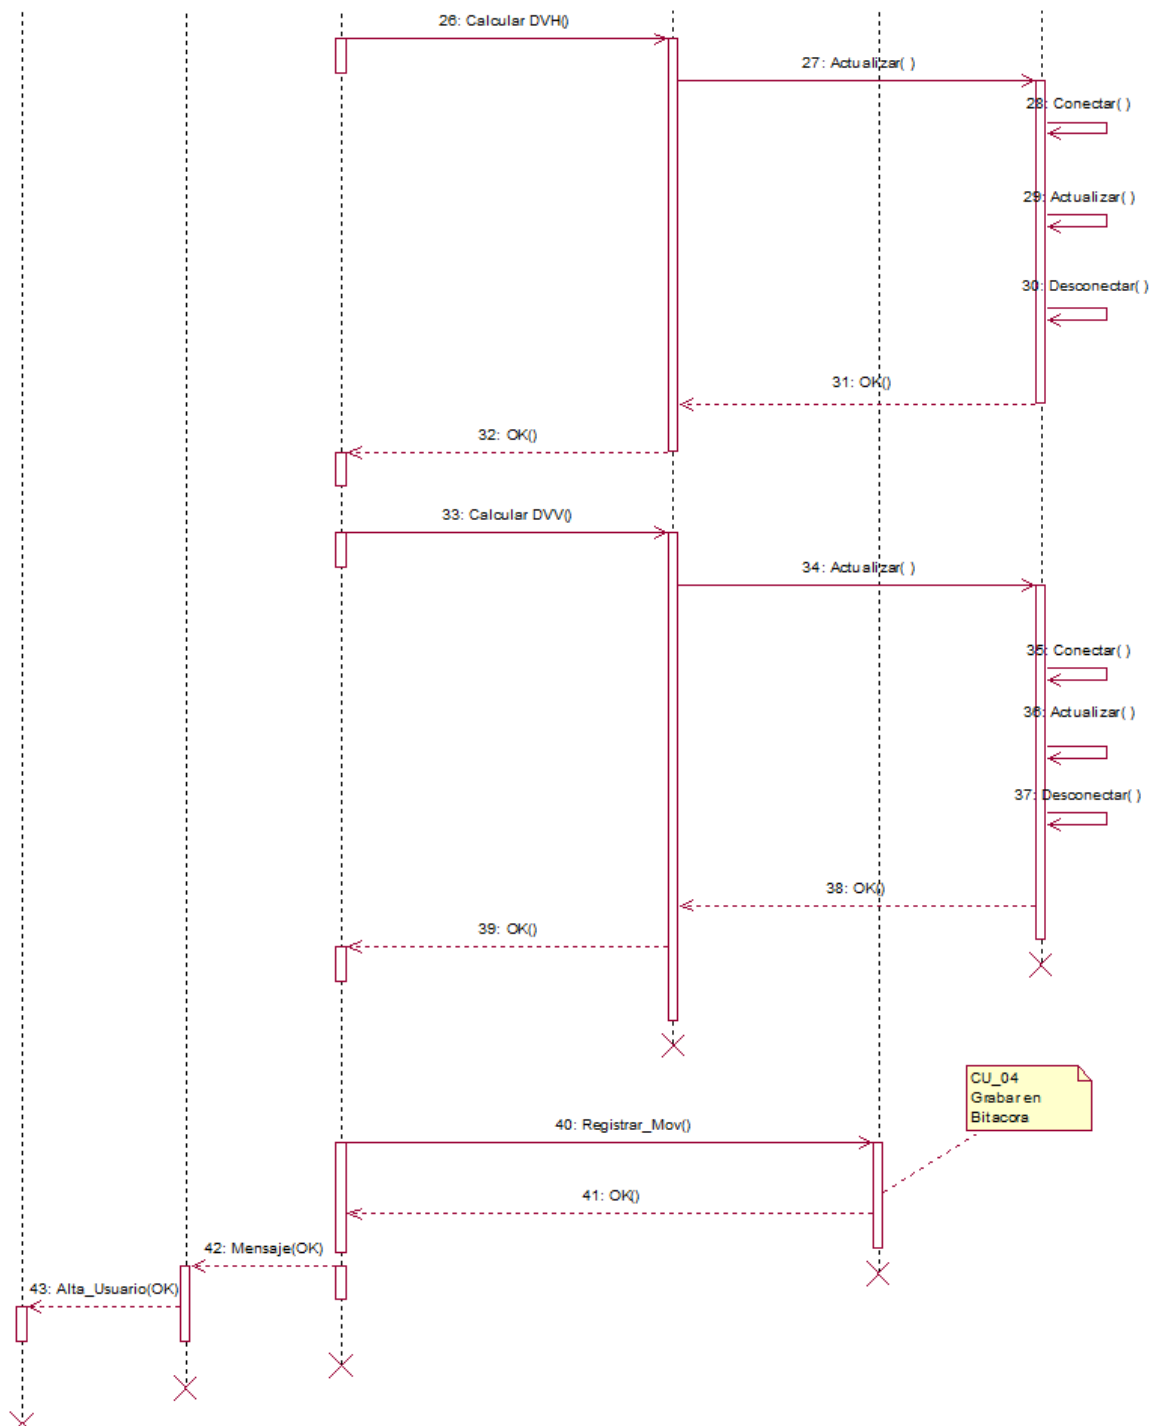 26: Calcular DVH()
27: Actualizar( )
28: Conectar( )
29: Actualizar( )
30: Desconectar( )
31: OK()
32: OK()
33: Calcular DVV()
34: Actualizar( )
35: Conectar( )
36: Actualizar( )
37: Desconectar( )
38: OK()
39: OK()
CU_04
Grabar en
Bitacora
40: Registrar_Mov()
41: OK()
42: Mensaje(OK)
43: Alta_Usuario(OK)